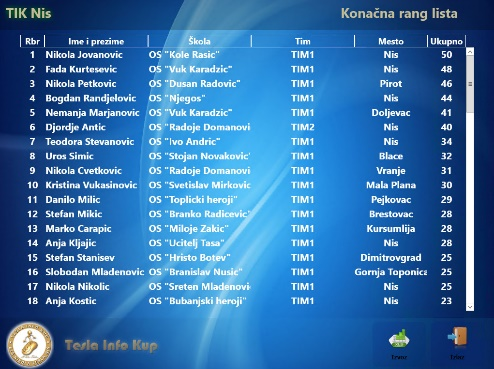 TIK Nis Konačna rang lista
Rbr Ime i prezime Škola Tim Mesto Ukupno
1 Nikola Jovanovic OS "Kole Rasic" TIM1 Nis 50
2 Fada Kurtesevic OS "Vuk Karadzic" TIM1 Nis 48
3 Nikola Petkovic OS "Dusan Radovic" TIM1 Pirot 46
4 Bogdan Randjelovic OS "Njegos" TIM1 Nis 44
5 Nemanja Marjanovic OS "Vuk Karadzic" TIM1 Doljevac 41
6 Djordje Antic OS "Radoje Domanovi TIM2 Nis 40
7 Teodora Stevanovic OS "Ivo Andric" TIM1 Nis 34
8 Uros Simic OS "Stojan Novakovic" TIM1 Blace 32
9 Nikola Cvetkovic OS "Radoje Domanovi TIM1 Vranje 31
10 Kristina Vukasinovic OS "Svetislav Mirkovic TIM1 Mala Plana 30
11 Danilo Milic OS "Toplicki heroji" TIM1 Pejkovac 29
12 Stefan Mikic OS "Branko Radicevic" TIM1 Brestovac 28
13 Marko Carapic OS "Miloje Zakic" TIM1 Kursumlija 28
14 Anja Kljajic OS "Ucitelj Tasa" TIM1 Nis 28
15 Stefan Stanisev OS "Hristo Botev" TIM1 Dimitrovgrad 25
16 Slobodan Mladenovic OS "Branislav Nusic" TIM1 Gornja Toponica 25
17 Nikola Nikolic OS "Sreten Mladenovi TIM1 Nis 25
18 Anja Kostic OS "Bubanjski heroji" TIM1 Nis 23
Tesla Info Kup